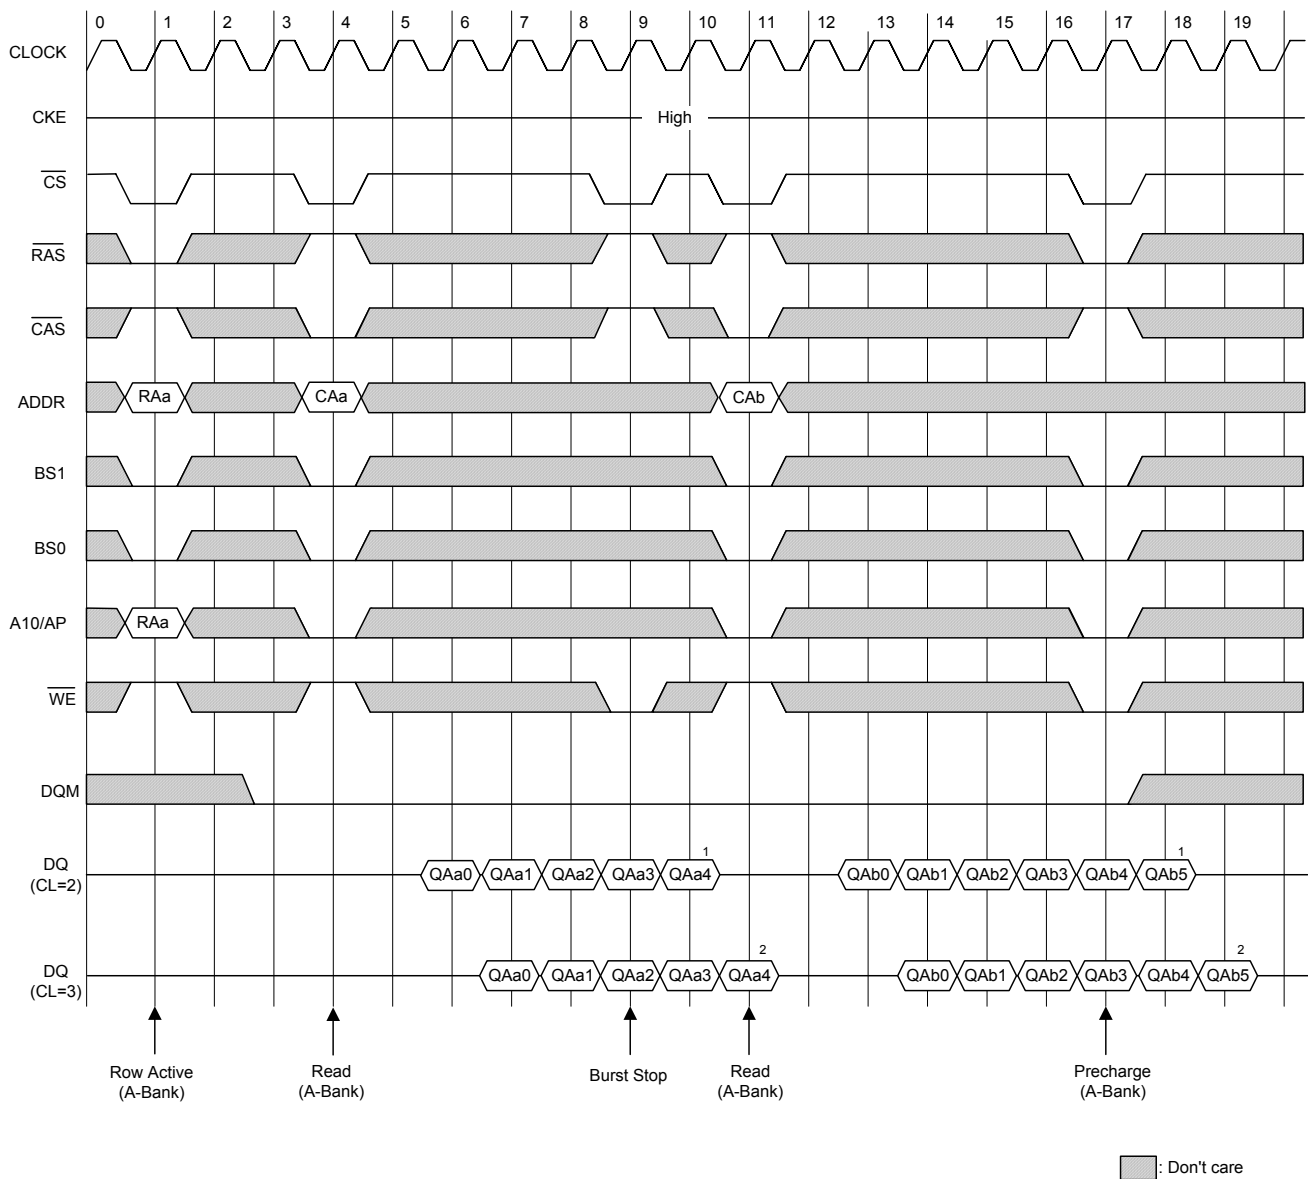 0 1 2 3 4 5 6 7 8 9 10 11 12 13 14 15 16 17 18 19
CLOCK
CKE High
CS
RAS
CAS
ADDR RAa CAa CAb
BS1
BS0
A10/AP RAa
WE
DQM
DQ
(CL=2)
QAa0 QAa1 QAa2 QAa3 QAa4 1 QAb0 QAb1 QAb2 QAb3 QAb4 QAb5 1
DQ
(CL=3)
QAa0 QAa1 QAa2 QAa3 QAa4 2 QAb0 QAb1 QAb2 QAb3 QAb4 QAb5 2
Row Active
(A-Bank)
Read
(A-Bank)
Burst Stop
Read
(A-Bank)
Precharge
(A-Bank)
: Don't care